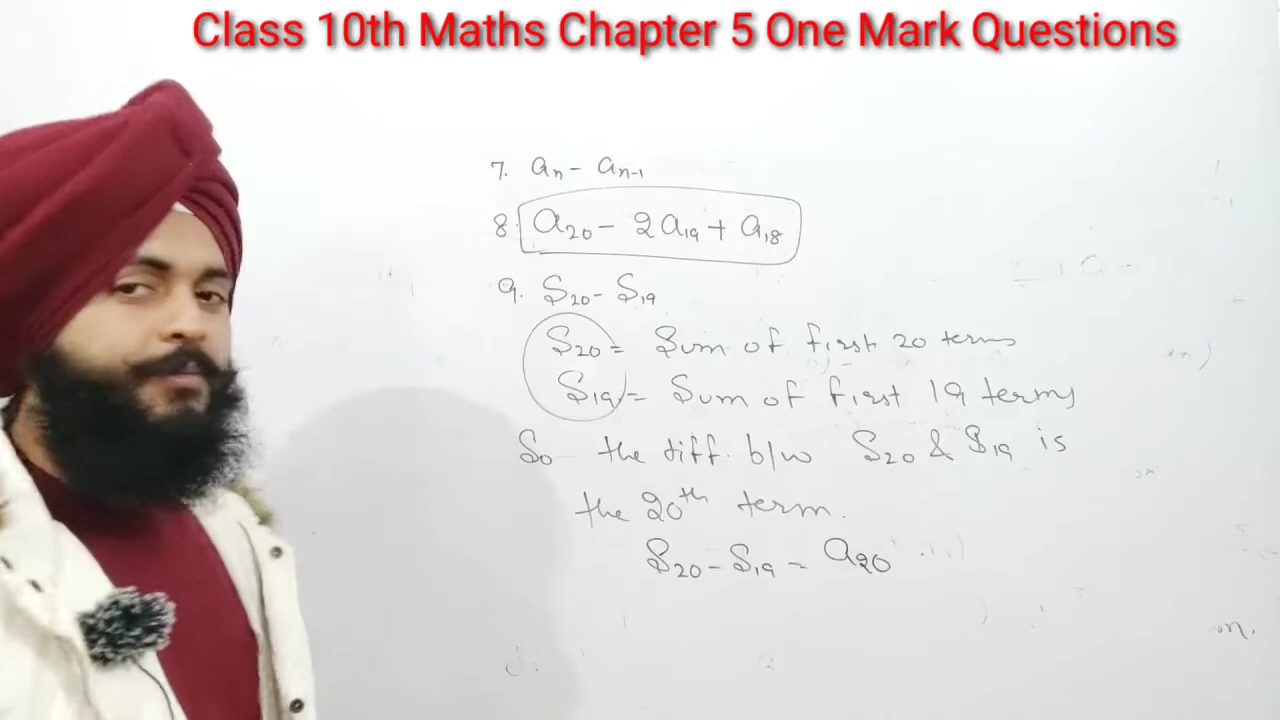 Class 10th Maths Chapter 5 One Mark Questions
7. aₙ - aₙ₋₁
8. a₂₀ - 2a₁₉ + a₁₈
9. S₂₀ - S₁₉
S₂₀ = Sum of first 20 terms
S₁₉ = Sum of first 19 terms
So the diff. b/w S₂₀ & S₁₉ is
the 20th term.
S₂₀ - S₁₉ = a₂₀